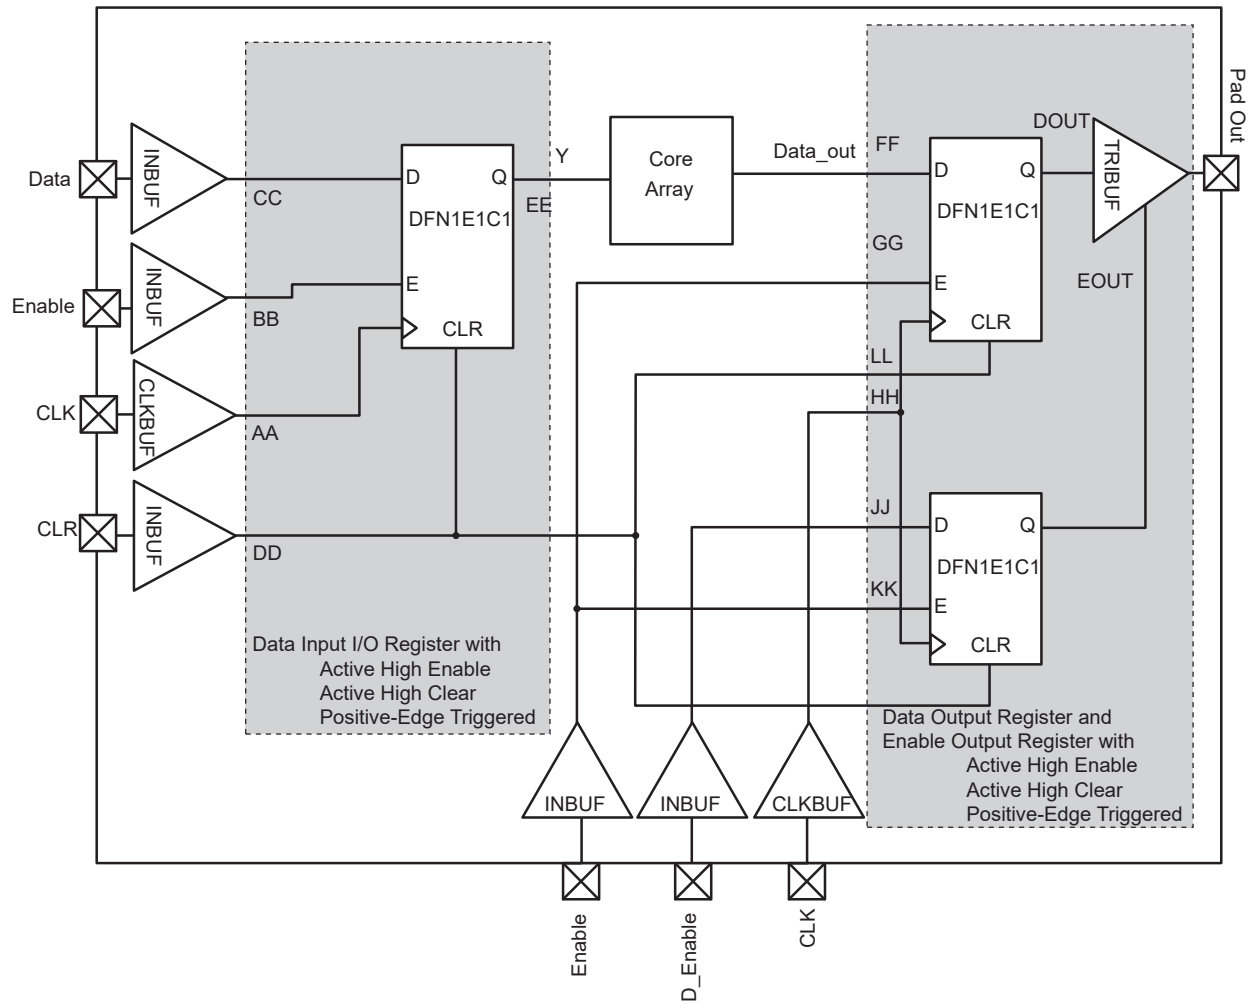 Pad Out
DOUT
TRIBUF
Data
INBUF
CC
D
Q
DFN1E1C1
E
CLR
Y
EE
Core
Array
Data_out
FF
D
Q
DFN1E1C1
GG
E
CLR
EOUT
Enable
INBUF
BB
CLK
CLKBUF
AA
LL
HH
CLR
INBUF
DD
JJ
D
Q
DFN1E1C1
KK
E
CLR
Data Input I/O Register with
Active High Enable
Active High Clear
Positive-Edge Triggered
Data Output Register and
Enable Output Register with
Active High Enable
Active High Clear
Positive-Edge Triggered
INBUF
INBUF
CLKBUF
Enable
D_Enable
CLK